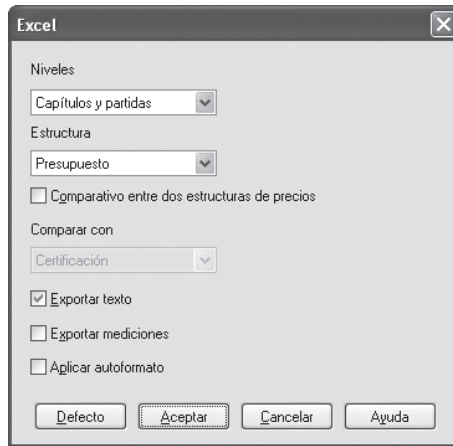 Excel
Niveles
Capítulos y partidas
Estructura
Presupuesto
Comparativo entre dos estructuras de precios
Comparar con
Certificación
Exportar texto
Exportar mediciones
Aplicar autoformato
Defecto Aceptar Cancelar Ayuda